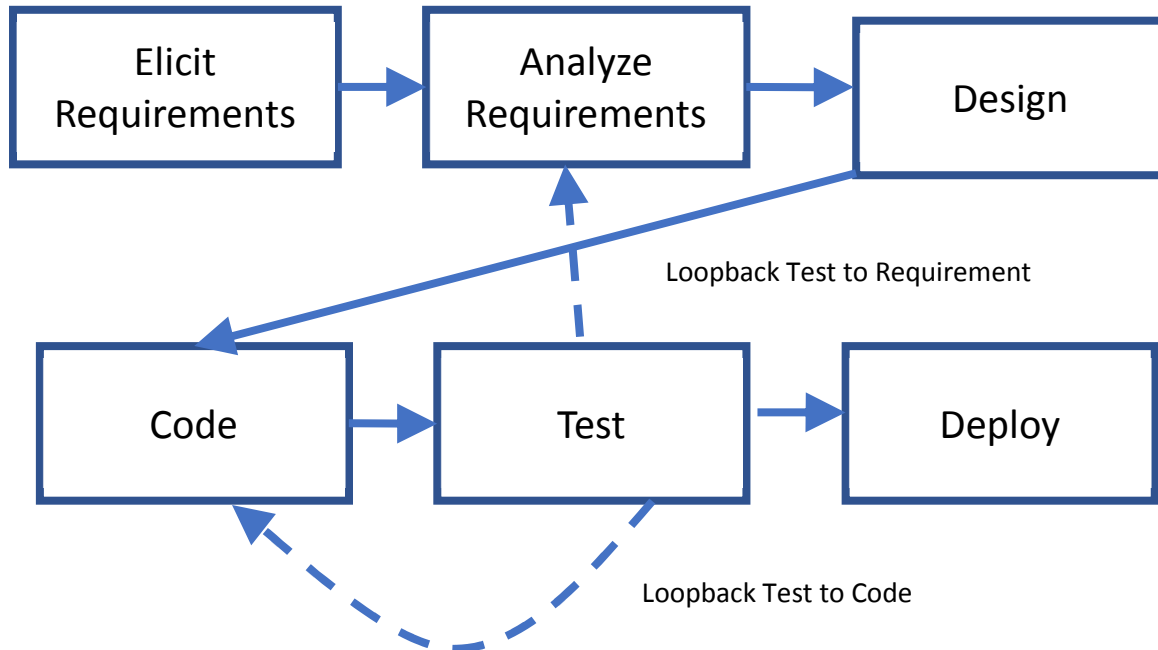 Elicit
Requirements
Analyze
Requirements
Design
Loopback Test to Requirement
Code
Test
Deploy
Loopback Test to Code